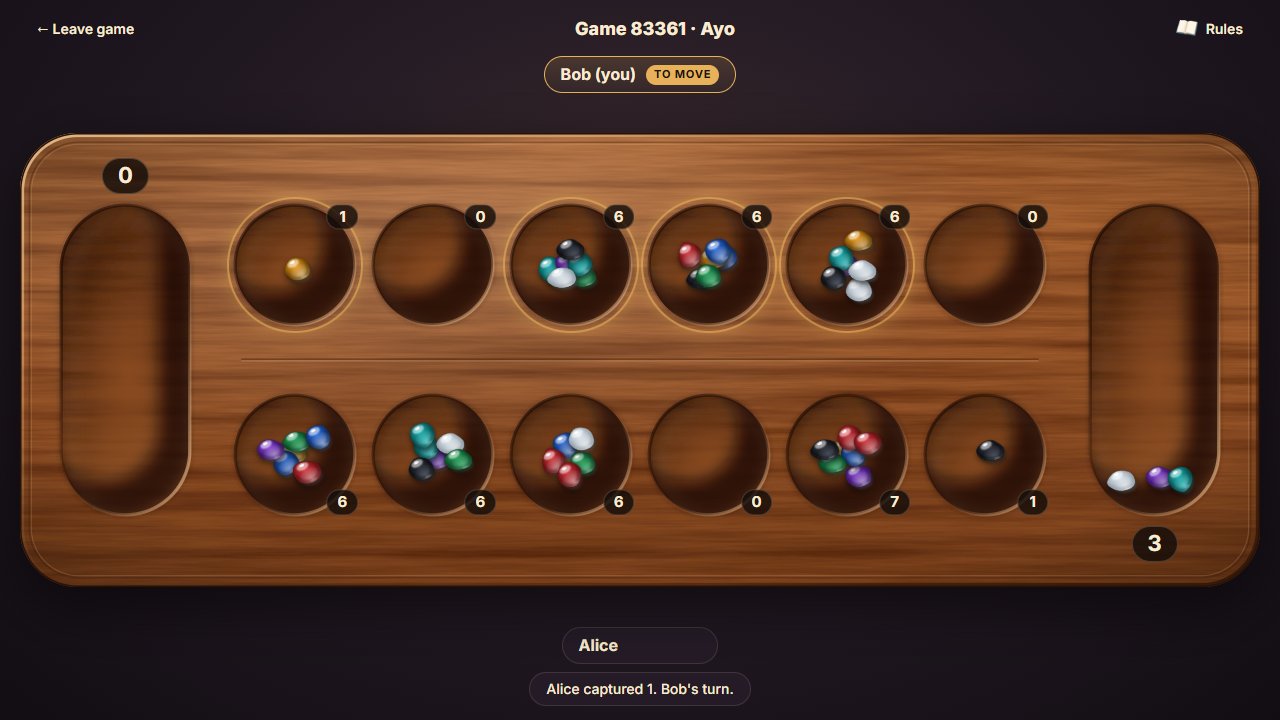 ← Leave game
Game 83361 · Ayo
Rules
Bob (you) TO MOVE
0
1 0 6 6 6 0
6 6 6 0 7 1
3
Alice
Alice captured 1. Bob's turn.